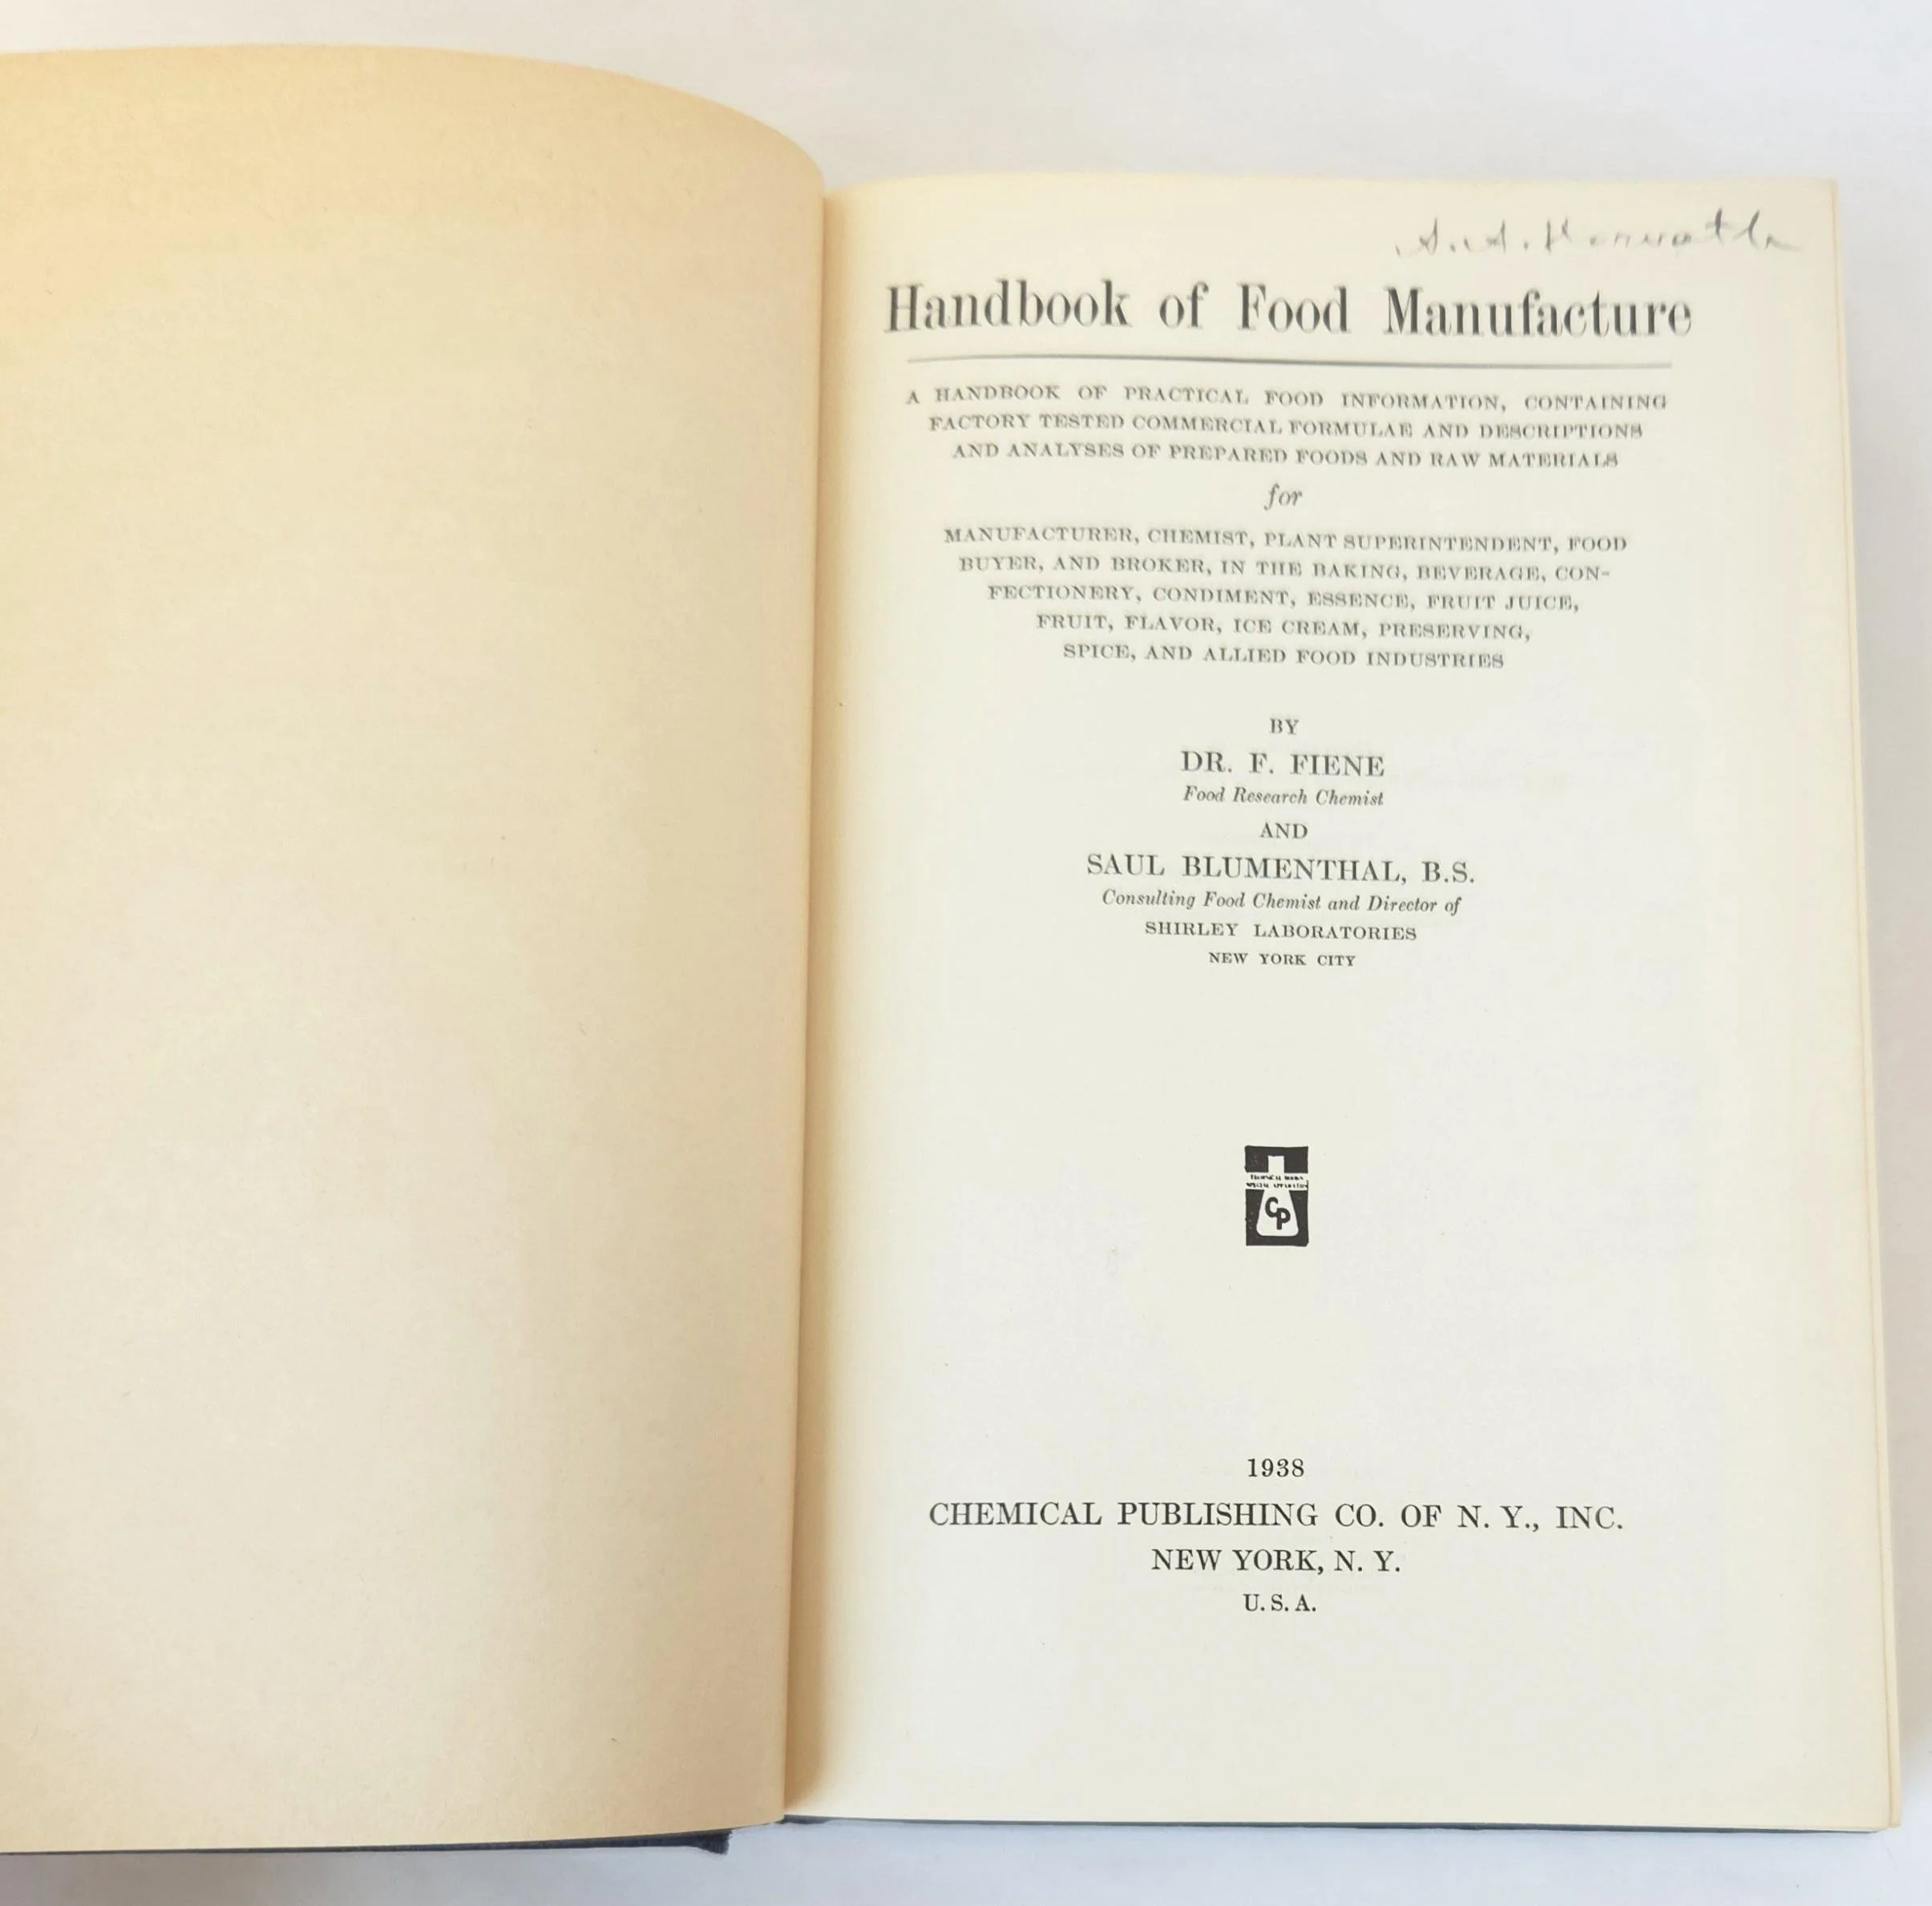 Handbook of Food Manufacture
A HANDBOOK OF PRACTICAL FOOD INFORMATION, CONTAINING
FACTORY TESTED COMMERCIAL FORMULAE AND DESCRIPTIONS
AND ANALYSES OF PREPARED FOODS AND RAW MATERIALS
for
MANUFACTURER, CHEMIST, PLANT SUPERINTENDENT, FOOD
BUYER, AND BROKER, IN THE BAKING, BEVERAGE, CON-
FECTIONERY, CONDIMENT, ESSENCE, FRUIT JUICE,
FRUIT, FLAVOR, ICE CREAM, PRESERVING,
SPICE, AND ALLIED FOOD INDUSTRIES
BY
DR. F. FIENE
Food Research Chemist
AND
SAUL BLUMENTHAL, B.S.
Consulting Food Chemist and Director of
SHIRLEY LABORATORIES
NEW YORK CITY
CP
1938
CHEMICAL PUBLISHING CO. OF N. Y., INC.
NEW YORK, N. Y.
U. S. A.